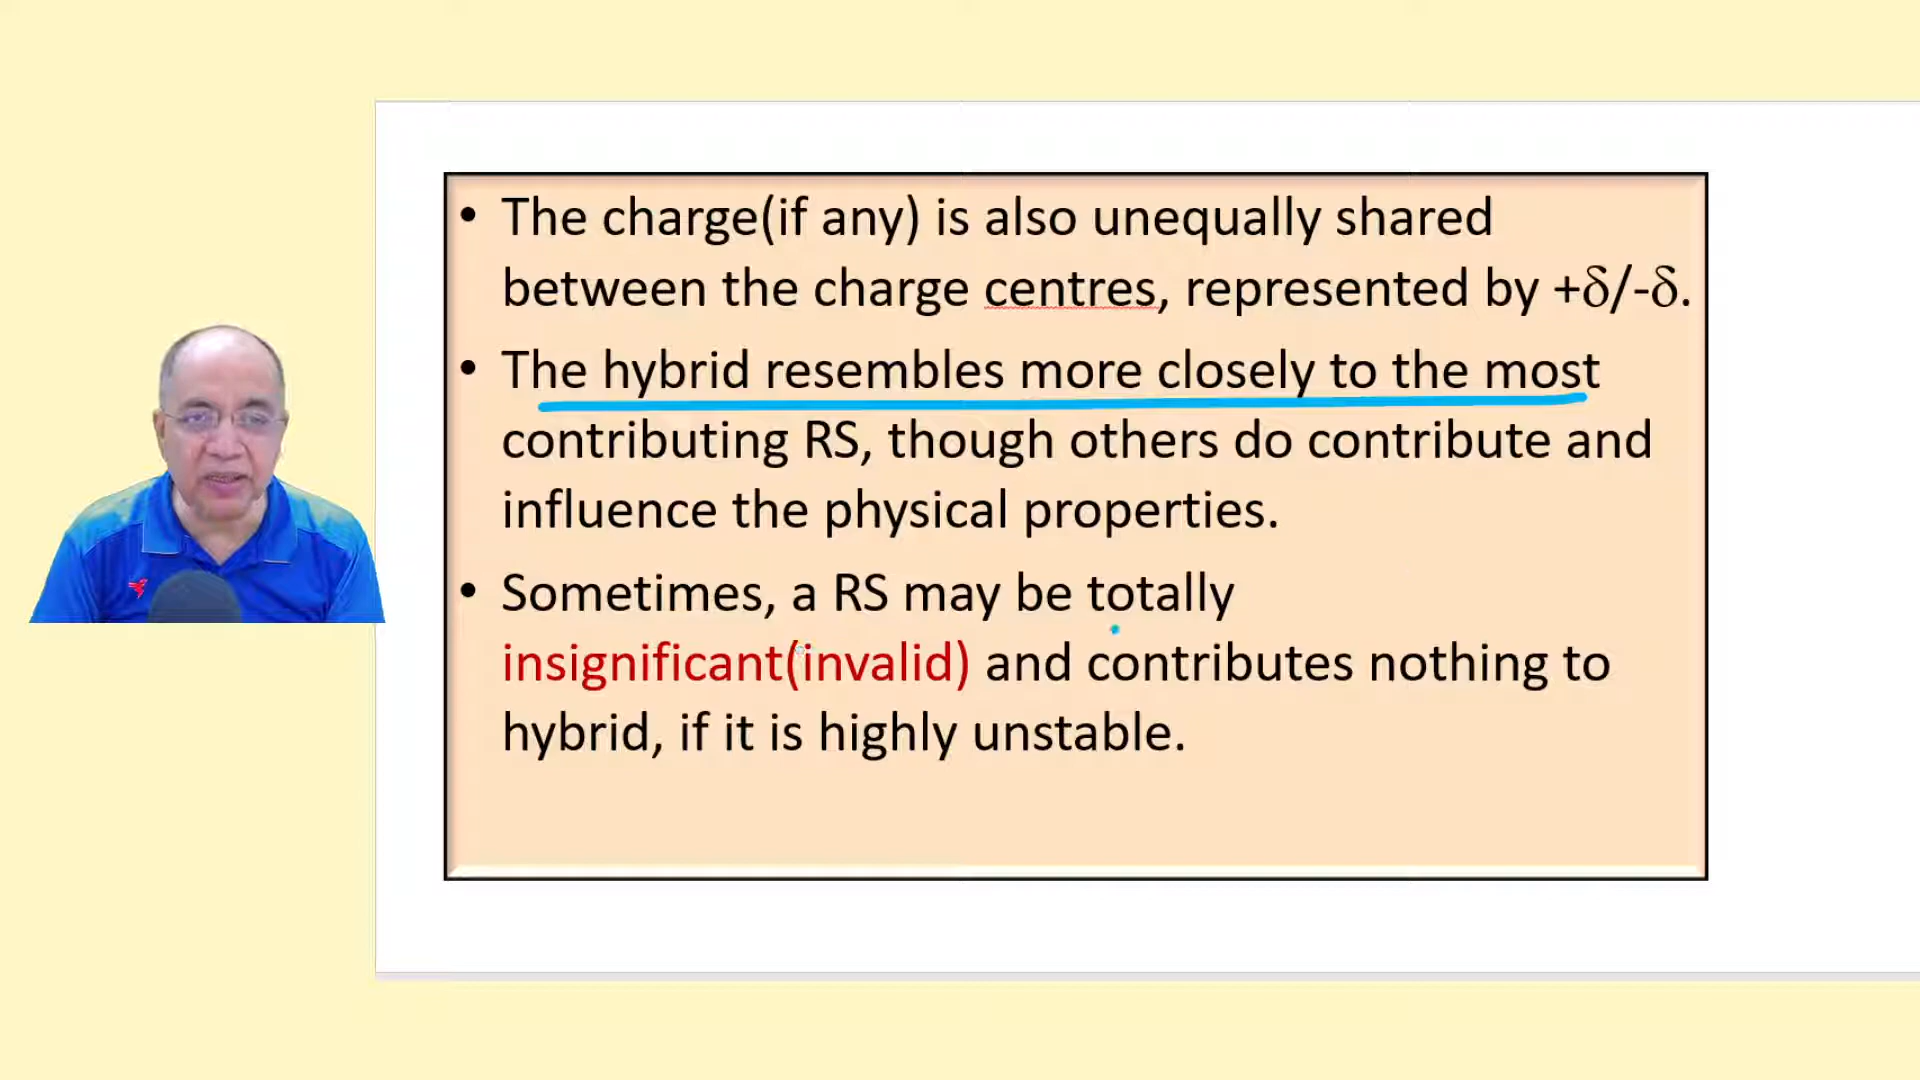 • The charge(if any) is also unequally shared
between the charge centres, represented by +δ/-δ.
• The hybrid resembles more closely to the most
contributing RS, though others do contribute and
influence the physical properties.
• Sometimes, a RS may be totally
insignificant(invalid) and contributes nothing to
hybrid, if it is highly unstable.